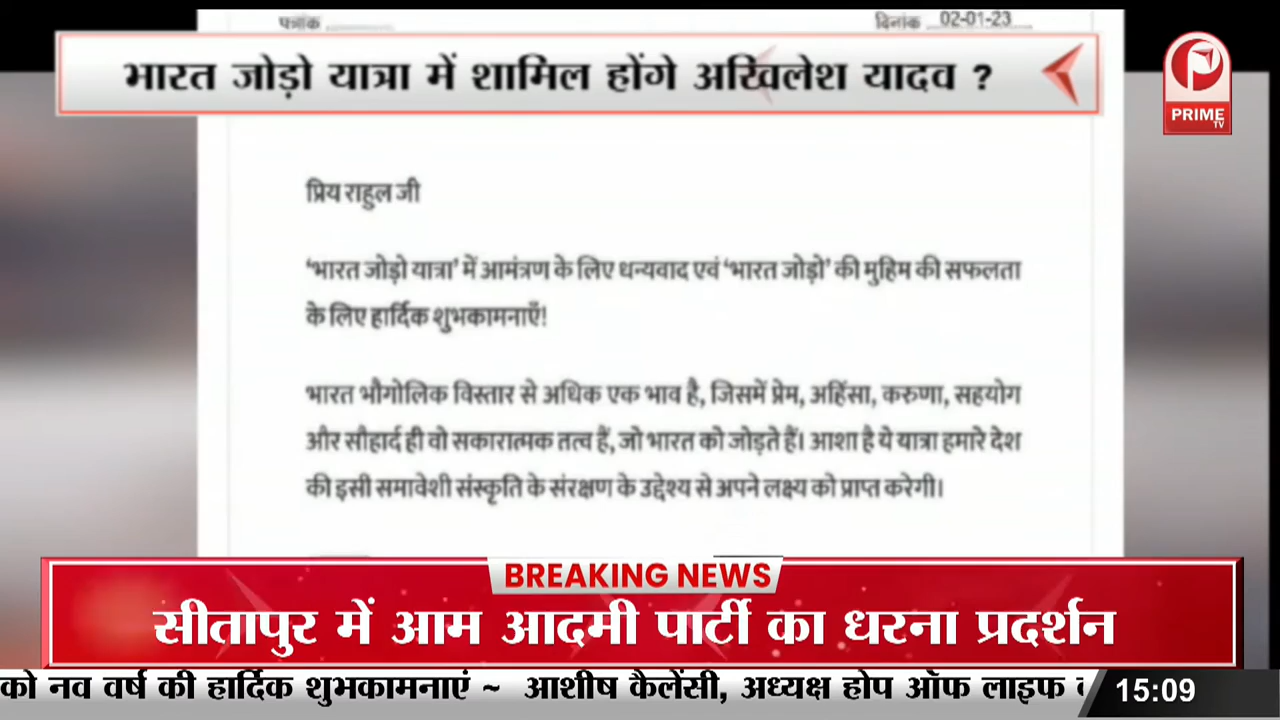 पत्रांक ............ दिनांक ..02-01-23....
भारत जोड़ो यात्रा में शामिल होंगे अखिलेश यादव ?
PRIME
TV
प्रिय राहुल जी
‘भारत जोड़ो यात्रा’ में आमंत्रण के लिए धन्यवाद एवं ‘भारत जोड़ो’ की मुहिम की सफलता
के लिए हार्दिक शुभकामनाएँ!
भारत भौगोलिक विस्तार से अधिक एक भाव है, जिसमें प्रेम, अहिंसा, करुणा, सहयोग
और सौहार्द ही वो सकारात्मक तत्व हैं, जो भारत को जोड़ते हैं। आशा है ये यात्रा हमारे देश
की इसी समावेशी संस्कृति के संरक्षण के उद्देश्य से अपने लक्ष्य को प्राप्त करेगी।
BREAKING NEWS
सीतापुर में आम आदमी पार्टी का धरना प्रदर्शन
को नव वर्ष की हार्दिक शुभकामनाएं ~ आशीष कैलेंसी, अध्यक्ष होप ऑफ लाइफ
15:09